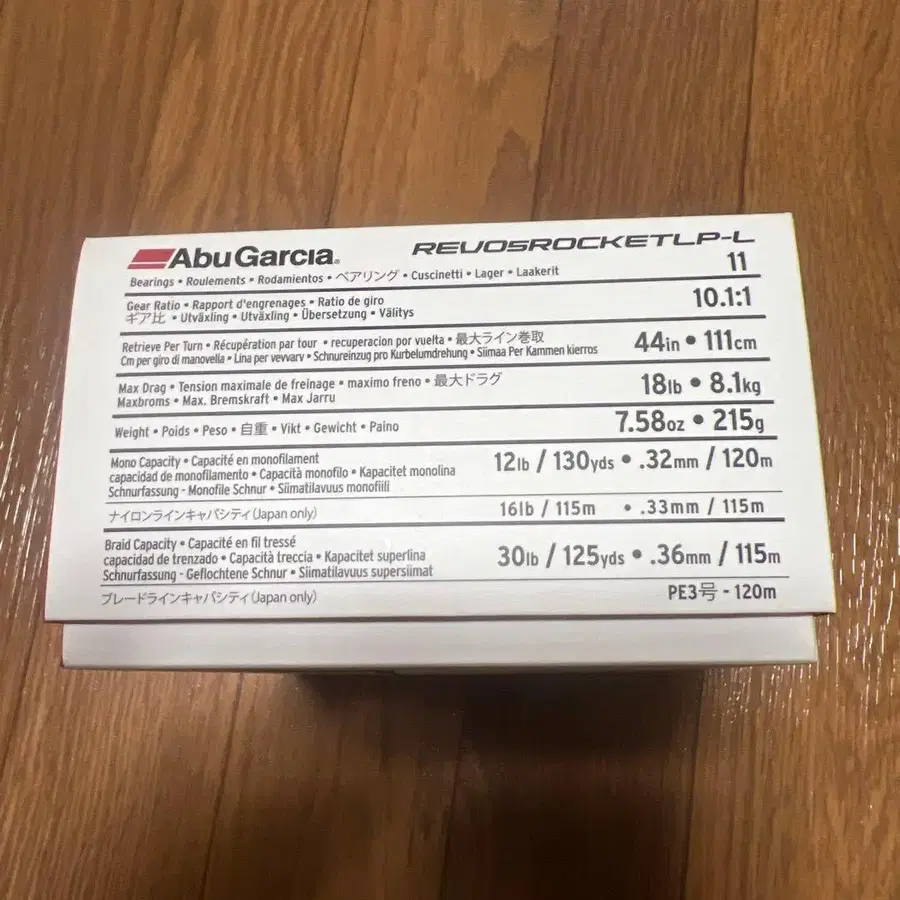 AbuGarcia®
REVO5ROCKETLP-L
Bearings • Roulements • Rodamientos • ベアリング • Cuscinetti • Lager • Laakerit
11
Gear Ratio • Rapport d'engrenages • Ratio de giro
ギア比 • Utväxling • Utväxling • Übersetzung • Välitys
10.1:1
Retrieve Per Turn • Récupération par tour • recuperacion por vuelta • 最大ライン巻取
Cm per giro di manovella • Lina per vevvarv • Schnureinzug pro Kurbelumdrehung • Siimaa Per Kammen kierros
44in • 111cm
Max Drag • Tension maximale de freinage • maximo freno • 最大ドラグ
Maxbroms • Max. Bremskraft • Max Jarru
18lb • 8.1kg
Weight • Poids • Peso • 自重 • Vikt • Gewicht • Paino
7.58oz • 215g
Mono Capacity • Capacité en monofilament
capacidad de monofilamento • Capacità monofilo • Kapacitet monolina
Schnurfassung - Monofile Schnur • Siimatilavuus monofiili
12lb / 130yds • .32mm / 120m
ナイロンラインキャパシティ(Japan only)
16lb / 115m • .33mm / 115m
Braid Capacity • Capacité en fil tressé
capacidad de trenzado • Capacità treccia • Kapacitet superlina
Schnurfassung - Geflochtene Schnur • Siimatilavuus supersiimat
30lb / 125yds • .36mm / 115m
ブレードラインキャパシティ(Japan only)
PE3号 - 120m